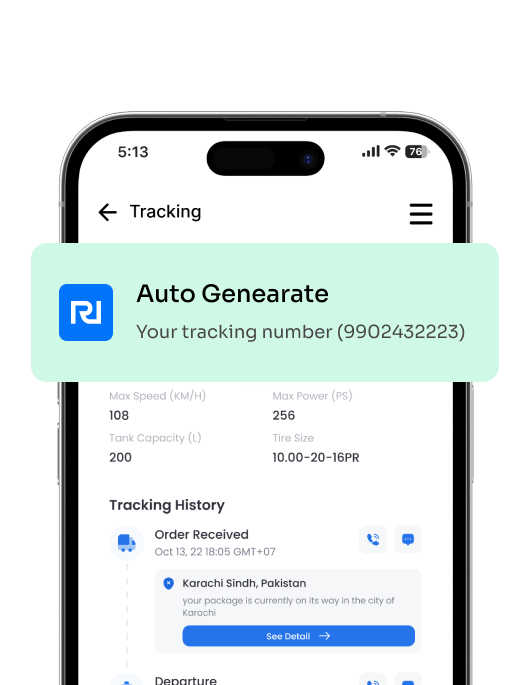 5:13
76
Tracking
Auto Genearate
Your tracking number (9902432223)
Max Speed (KM/H)
Max Power (PS)
108
256
Tank Capacity (L)
Tire Size
200
10.00-20-16PR
Tracking History
Order Received
Oct 13, 22 18:05 GMT+07
Karachi Sindh, Pakistan
your package is currently on its way in the city of
Karachi
See Detail
Departure